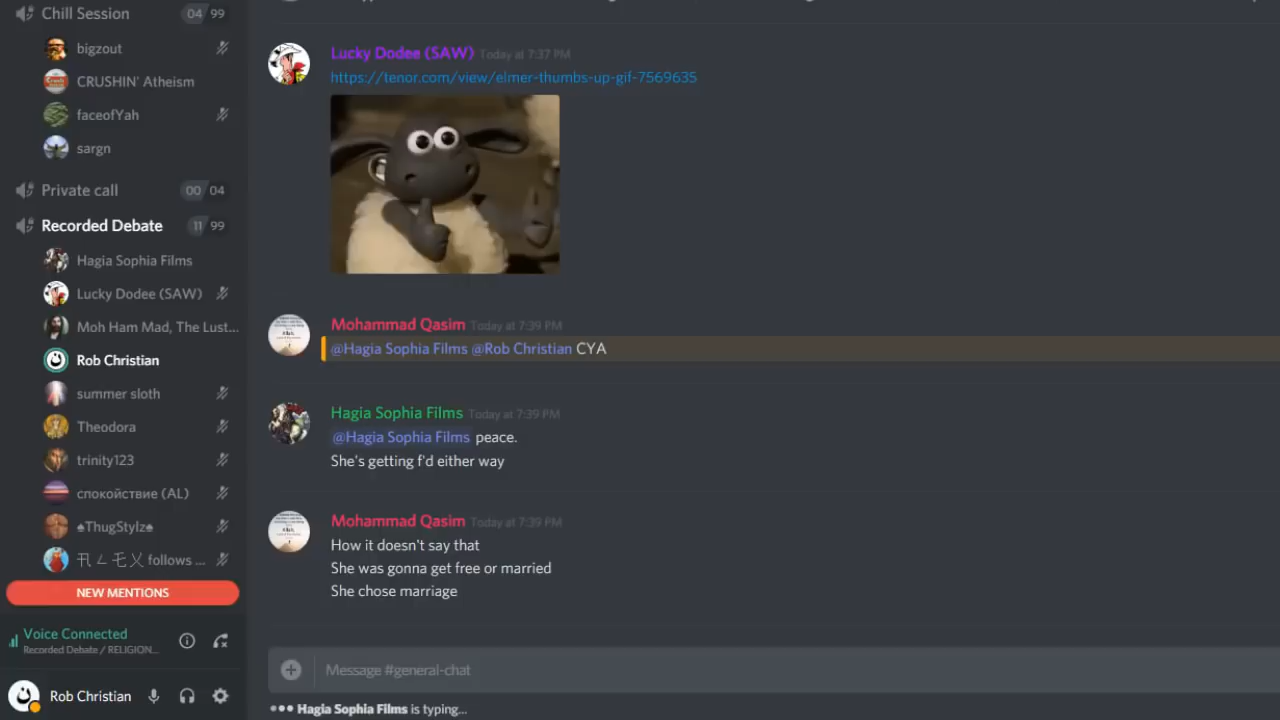 Chill Session 04 99
bigzout
CRUSHIN' Atheism
faceofYah
sargn
Private call 00 04
Recorded Debate 11 99
Hagia Sophia Films
Lucky Dodee (SAW)
Moh Ham Mad, The Lust...
Rob Christian
summer sloth
Theodora
trinity123
спокойствие (AL)
♠ThugStylz♠
follows ...
NEW MENTIONS
Voice Connected
Recorded Debate / RELIGION...
Rob Christian
Lucky Dodee (SAW) Today at 7:37 PM
https://tenor.com/view/elmer-thumbs-up-gif-7569635
Mohammad Qasim Today at 7:39 PM
@Hagia Sophia Films @Rob Christian CYA
Hagia Sophia Films Today at 7:39 PM
@Hagia Sophia Films peace.
She's getting f'd either way
Mohammad Qasim Today at 7:39 PM
How it doesn't say that
She was gonna get free or married
She chose marriage
Message #general-chat
Hagia Sophia Films is typing...